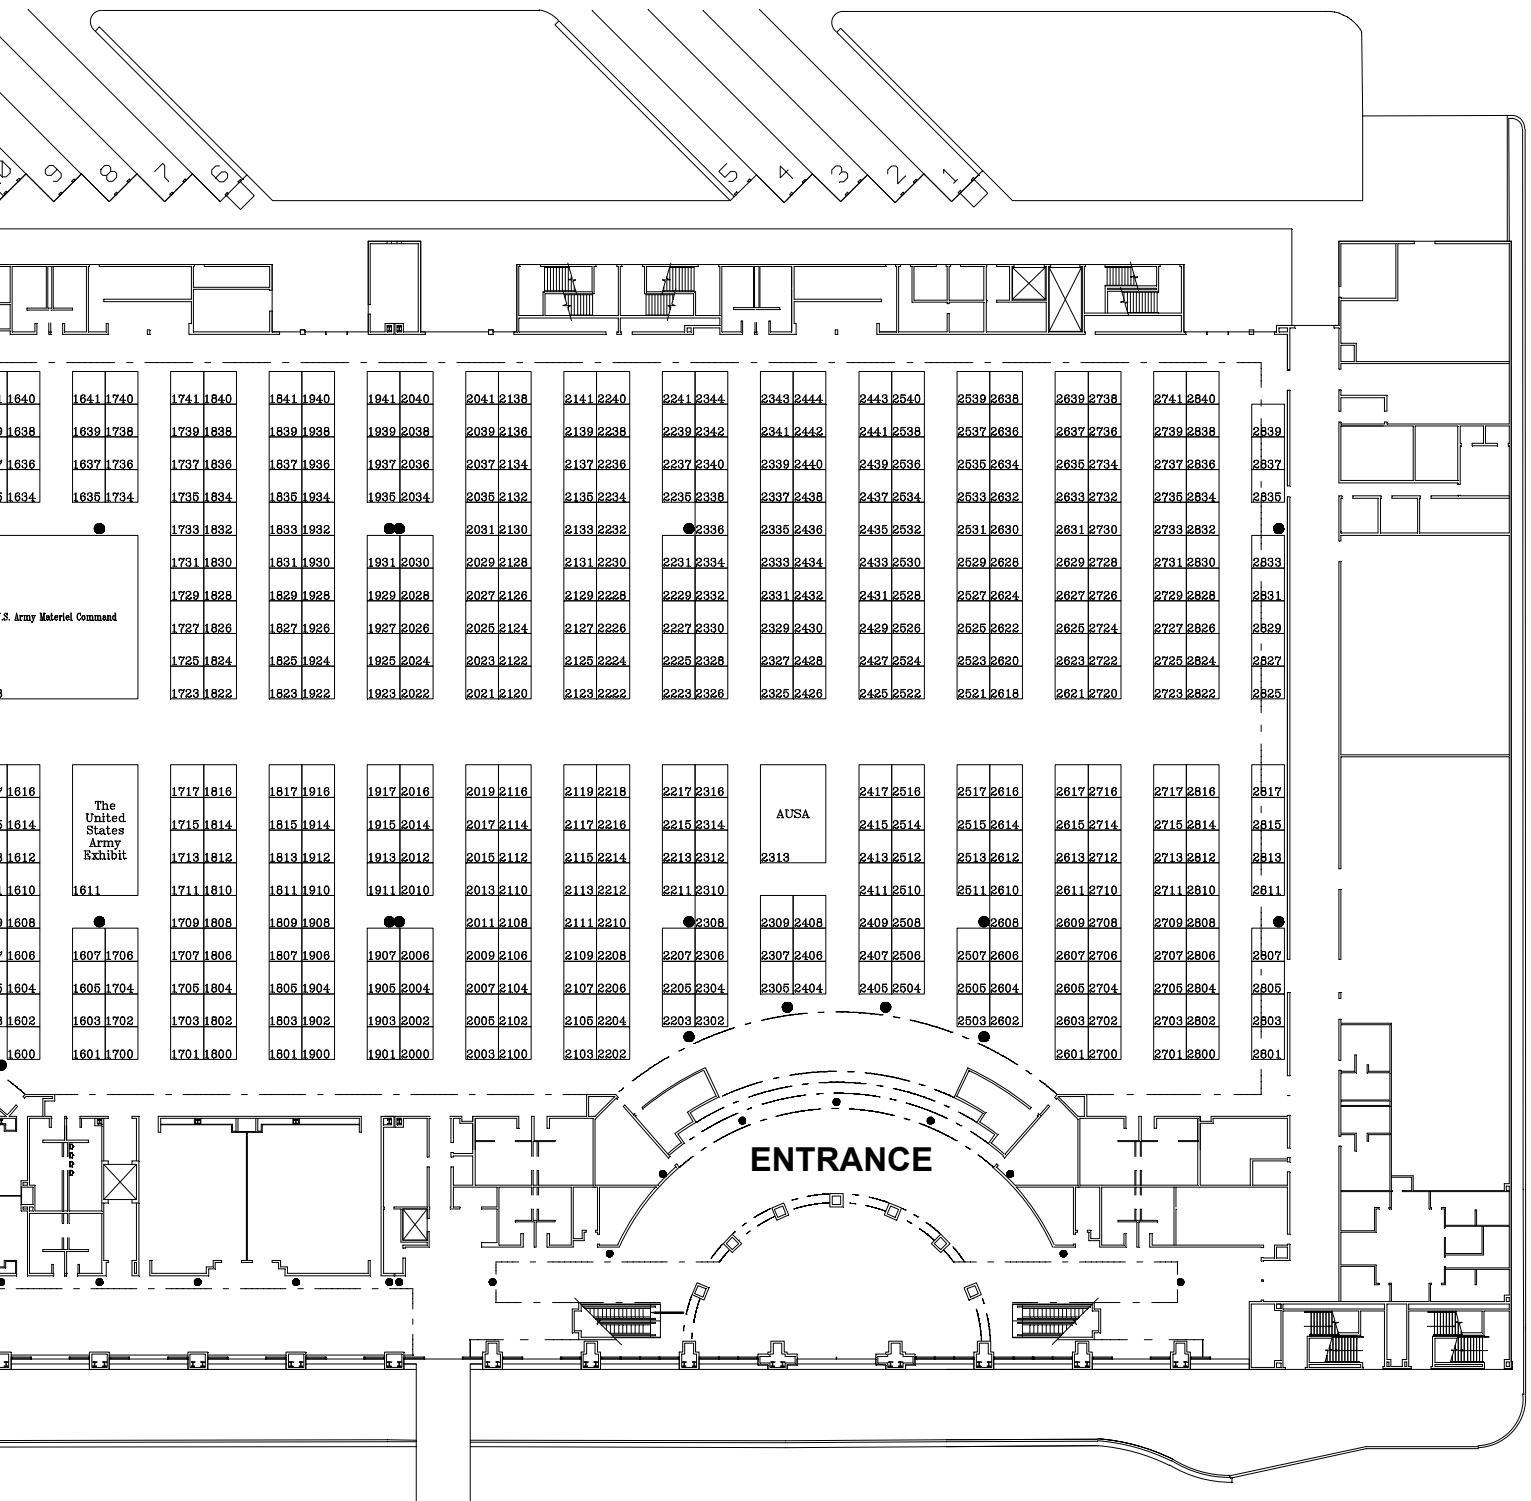 9 8 7 6 5 4 3 2 1
1640 1641 1740 1741 1840 1841 1940 1941 2040 2041 2138 2141 2240 2241 2344 2343 2444 2443 2540 2539 2638 2639 2738 2741 2840
1638 1639 1738 1739 1838 1839 1938 1939 2038 2039 2136 2139 2238 2239 2342 2341 2442 2441 2538 2537 2636 2637 2736 2739 2838 2839
1636 1637 1736 1737 1836 1837 1936 1937 2036 2037 2134 2137 2236 2237 2340 2339 2440 2439 2536 2535 2634 2635 2734 2737 2836 2837
1634 1635 1734 1735 1834 1835 1934 1935 2034 2035 2132 2135 2234 2235 2338 2337 2438 2437 2534 2533 2632 2633 2732 2735 2834 2835
1733 1832 1833 1932 2031 2130 2133 2232 2336 2335 2436 2435 2532 2531 2630 2631 2730 2733 2832
1731 1830 1831 1930 1931 2030 2029 2128 2131 2230 2231 2334 2333 2434 2433 2530 2529 2628 2629 2728 2731 2830 2833
1729 1828 1829 1928 1929 2028 2027 2126 2129 2228 2229 2332 2331 2432 2431 2528 2527 2624 2627 2726 2729 2828 2831
.S. Army Materiel Command
1727 1826 1827 1926 1927 2026 2025 2124 2127 2226 2227 2330 2329 2430 2429 2526 2525 2622 2625 2724 2727 2826 2829
1725 1824 1825 1924 1925 2024 2023 2122 2125 2224 2225 2328 2327 2428 2427 2524 2523 2620 2623 2722 2725 2824 2827
1723 1822 1823 1922 1923 2022 2021 2120 2123 2222 2223 2326 2325 2426 2425 2522 2521 2618 2621 2720 2723 2822 2825
1616 1717 1816 1817 1916 1917 2016 2019 2116 2119 2218 2217 2316 2417 2516 2517 2616 2617 2716 2717 2816 2817
The
United
States
Army
Exhibit
AUSA
1614 1715 1814 1815 1914 1915 2014 2017 2114 2117 2216 2215 2314 2415 2514 2515 2614 2615 2714 2715 2814 2815
1612 1713 1812 1813 1912 1913 2012 2015 2112 2115 2214 2213 2312 2313 2413 2512 2513 2612 2613 2712 2713 2812 2813
1610 1611 1711 1810 1811 1910 1911 2010 2013 2110 2113 2212 2211 2310 2411 2510 2511 2610 2611 2710 2711 2810 2811
1608 1709 1808 1809 1908 2011 2108 2111 2210 2308 2309 2408 2409 2508 2608 2609 2708 2709 2808
1606 1607 1706 1707 1806 1807 1906 1907 2006 2009 2106 2109 2208 2207 2306 2307 2406 2407 2506 2507 2606 2607 2706 2707 2806 2807
1604 1605 1704 1705 1804 1805 1904 1905 2004 2007 2104 2107 2206 2205 2304 2305 2404 2405 2504 2505 2604 2605 2704 2705 2804 2805
1602 1603 1702 1703 1802 1803 1902 1903 2002 2005 2102 2105 2204 2203 2302 2503 2602 2603 2702 2703 2802 2803
1600 1601 1700 1701 1800 1801 1900 1901 2000 2003 2100 2103 2202 2601 2700 2701 2800 2801
ENTRANCE